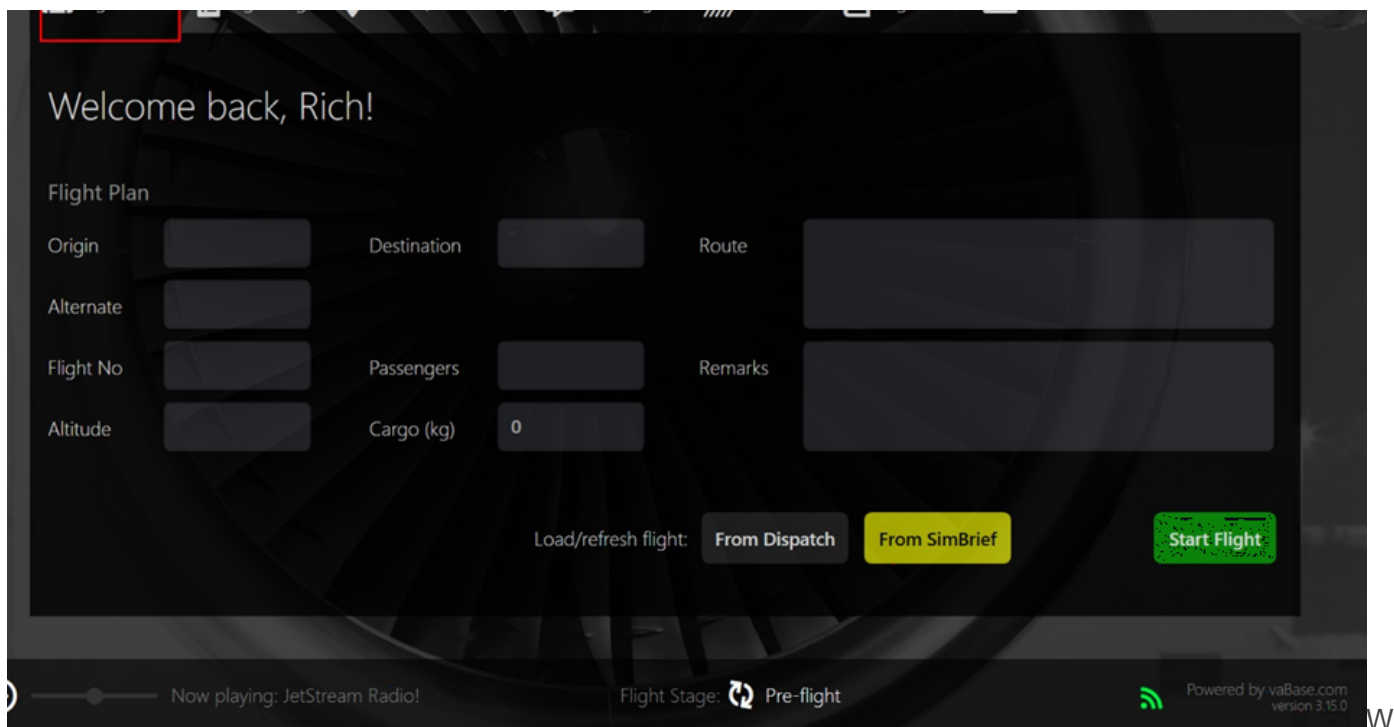 Welcome back, Rich!
Flight Plan
Origin
Destination
Route
Alternate
Flight No
Passengers
Remarks
Altitude
Cargo (kg)
0
Load/refresh flight:
From Dispatch
From SimBrief
Start Flight
Now playing: JetStream Radio!
Flight Stage:
Pre-flight
Powered by vaBase.com
version 3.15.0
W